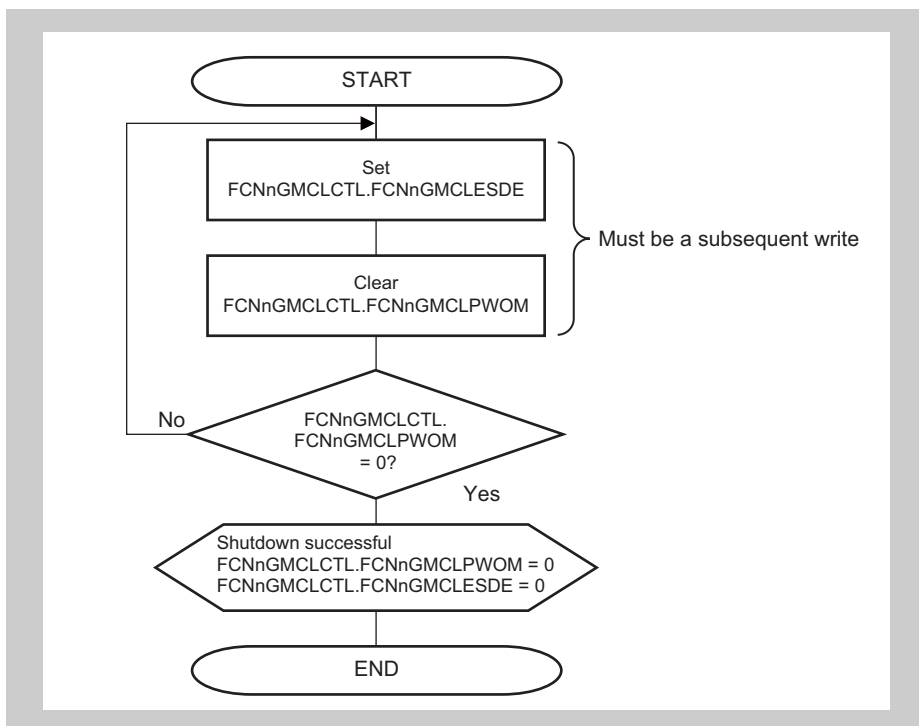 START
Set
FCNnGMCLCTL.FCNnGMCLESDE
Must be a subsequent write
Clear
FCNnGMCLCTL.FCNnGMCLPWOM
No
FCNnGMCLCTL.
FCNnGMCLPWOM
= 0?
Yes
Shutdown successful
FCNnGMCLCTL.FCNnGMCLPWOM = 0
FCNnGMCLCTL.FCNnGMCLESDE = 0
END